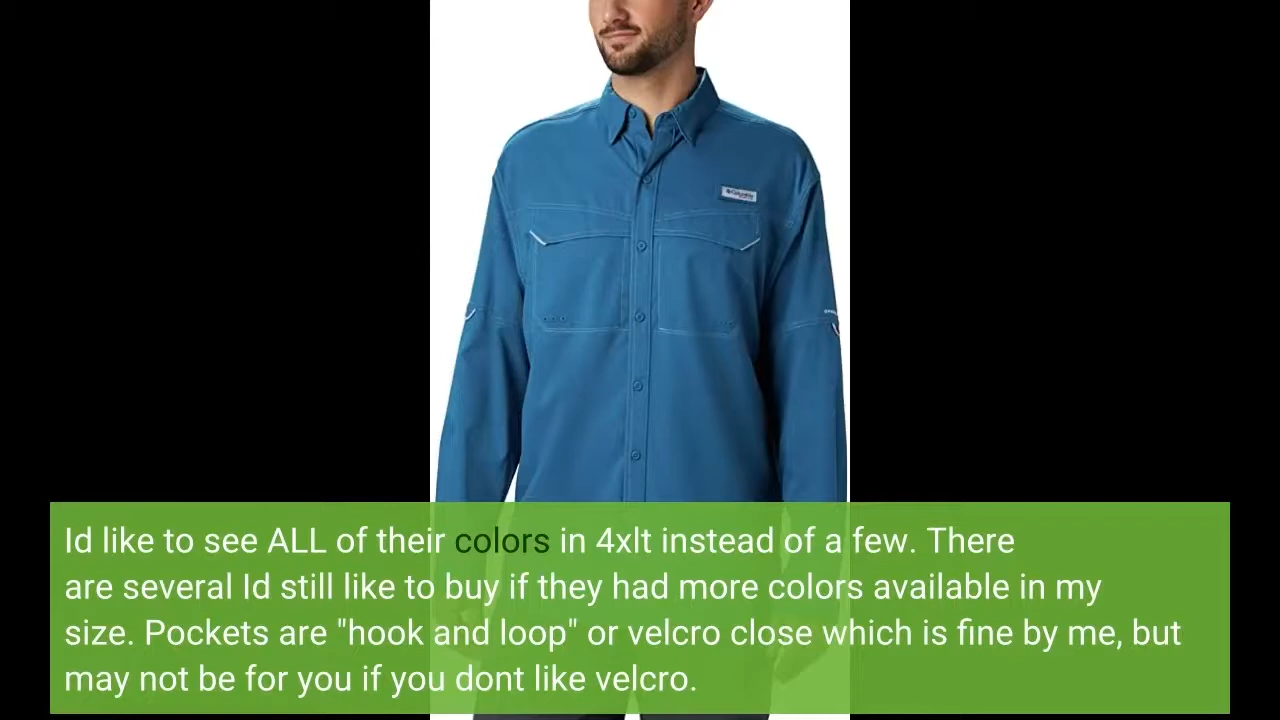 Columbia
Id like to see ALL of their colors in 4xlt instead of a few. There
are several Id still like to buy if they had more colors available in my
size. Pockets are "hook and loop" or velcro close which is fine by me, but
may not be for you if you dont like velcro.